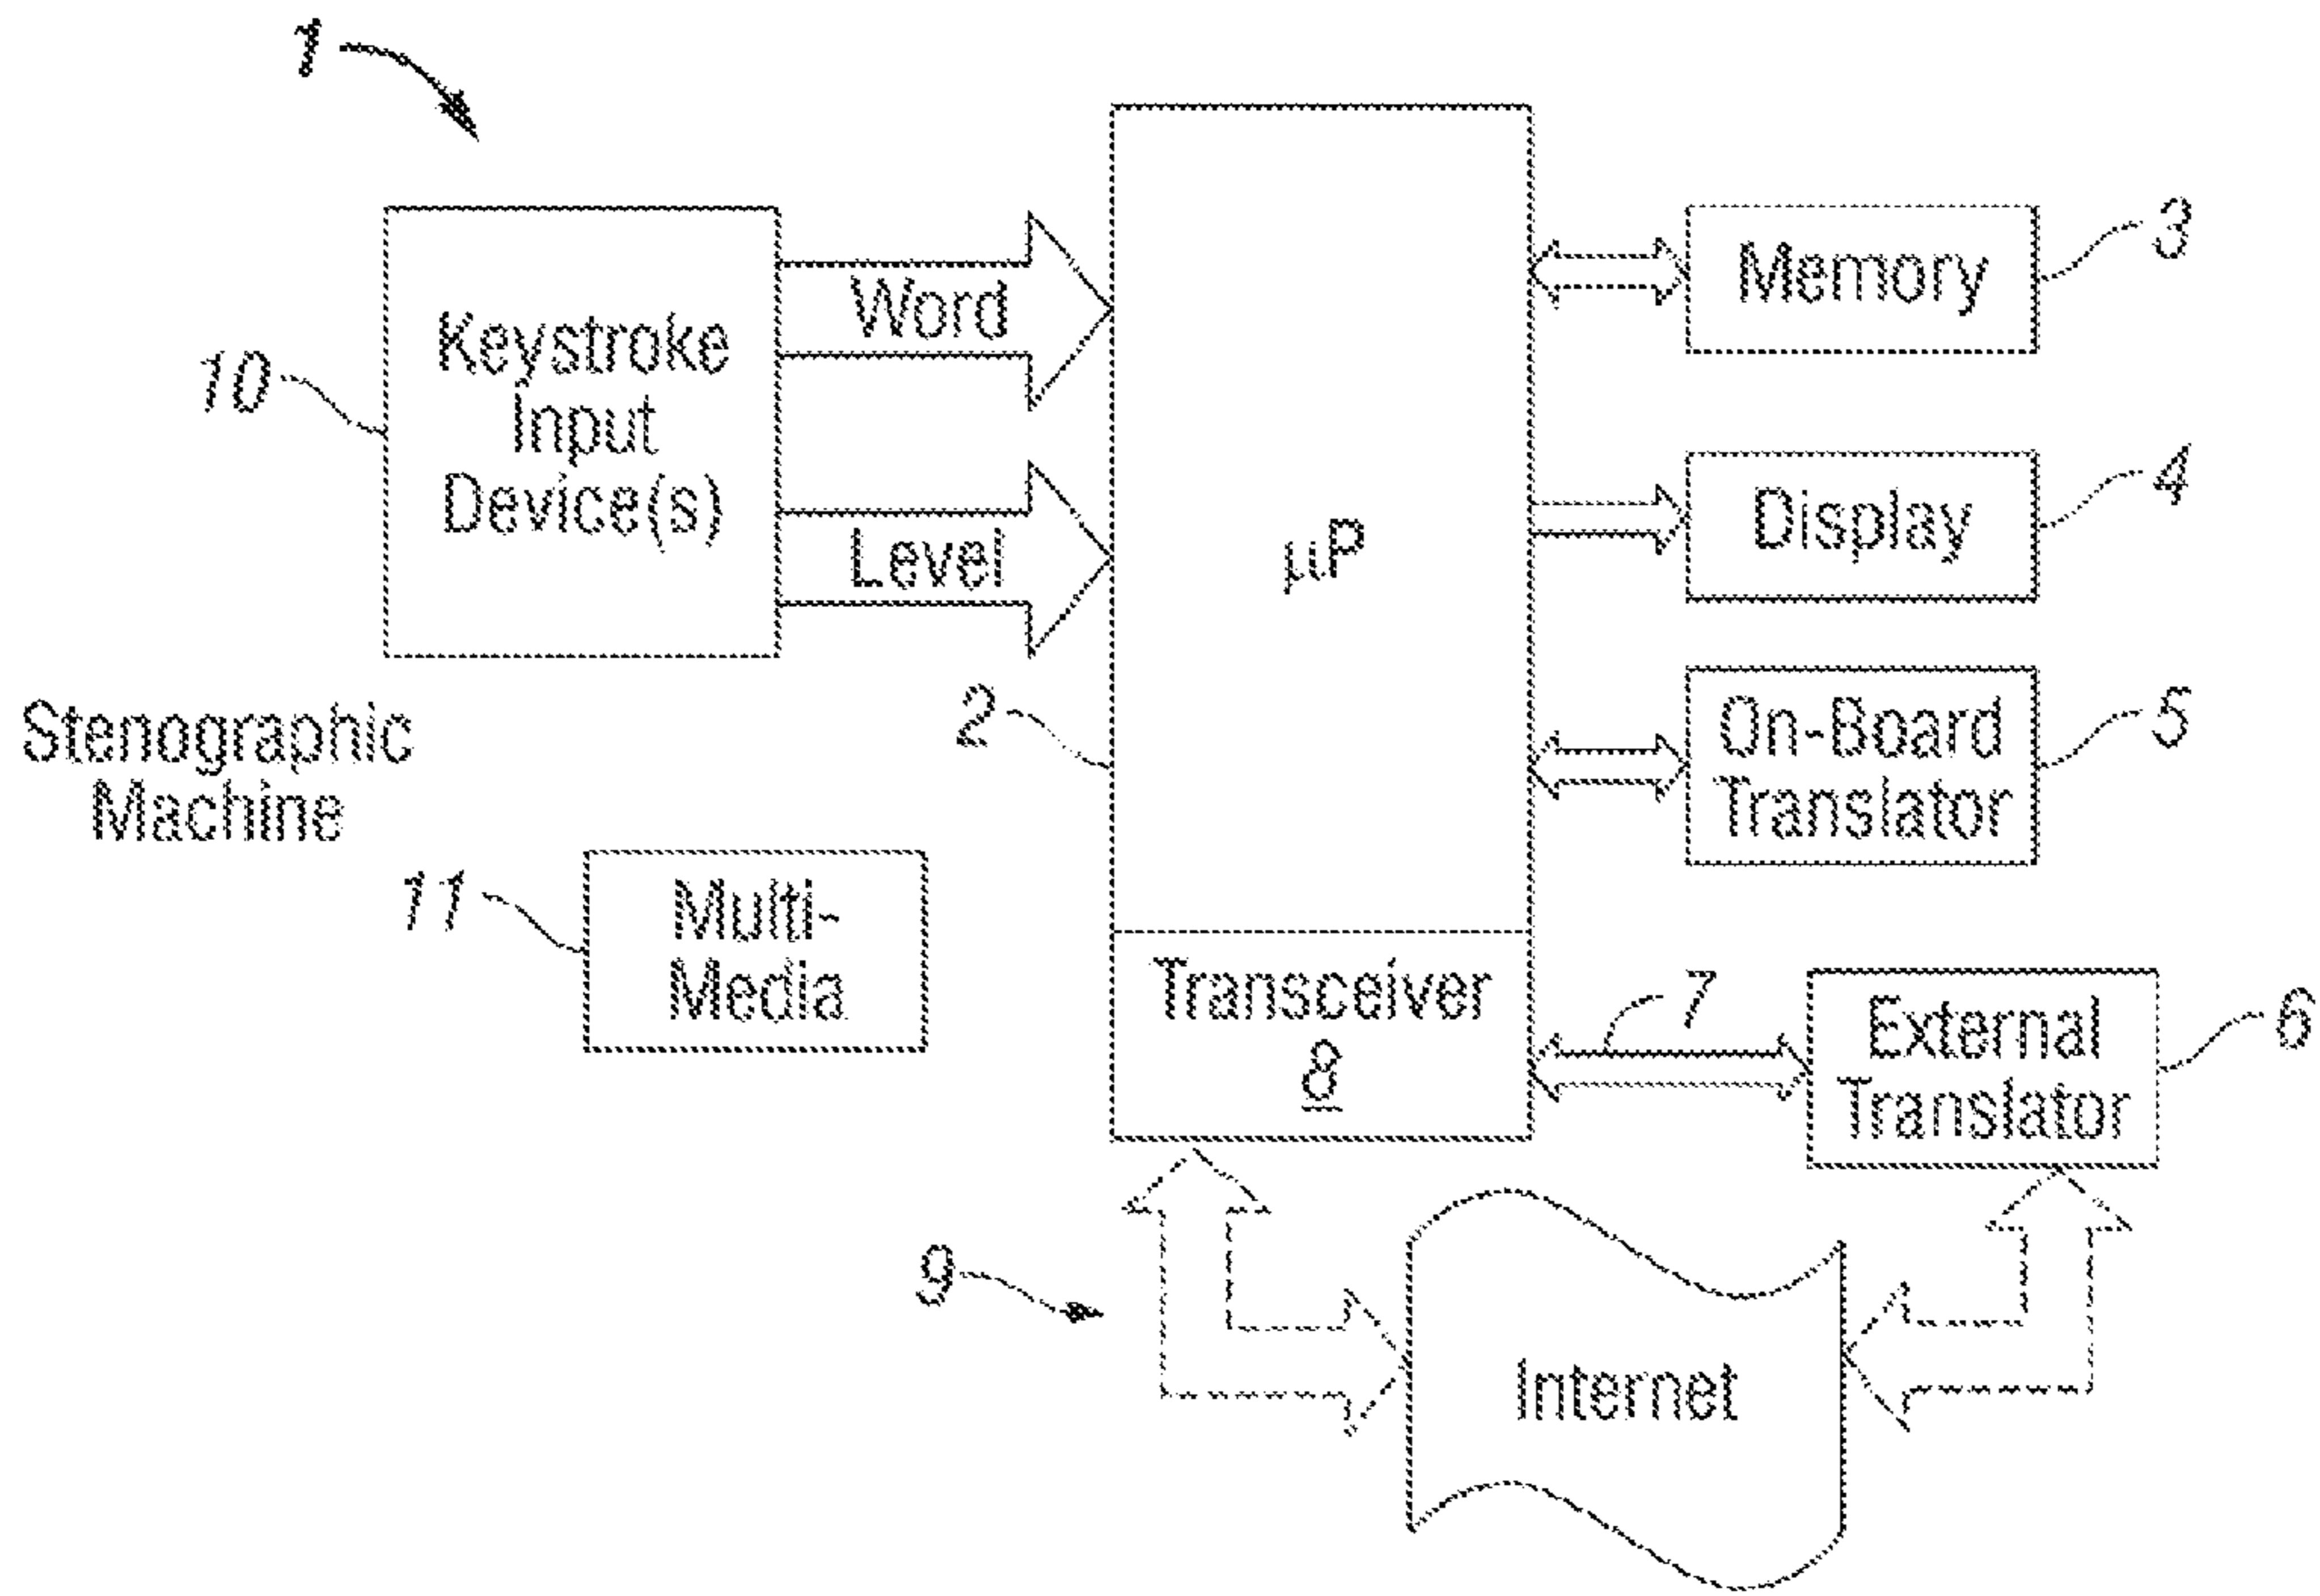 1
10
Keystroke
Input
Device(s)
Word
Level
µP
2
Memory
3
Display
4
On-Board
Translator
5
Stenographic
Machine
11
Multi-
Media
Transceiver
8
7
External
Translator
6
9
Internet